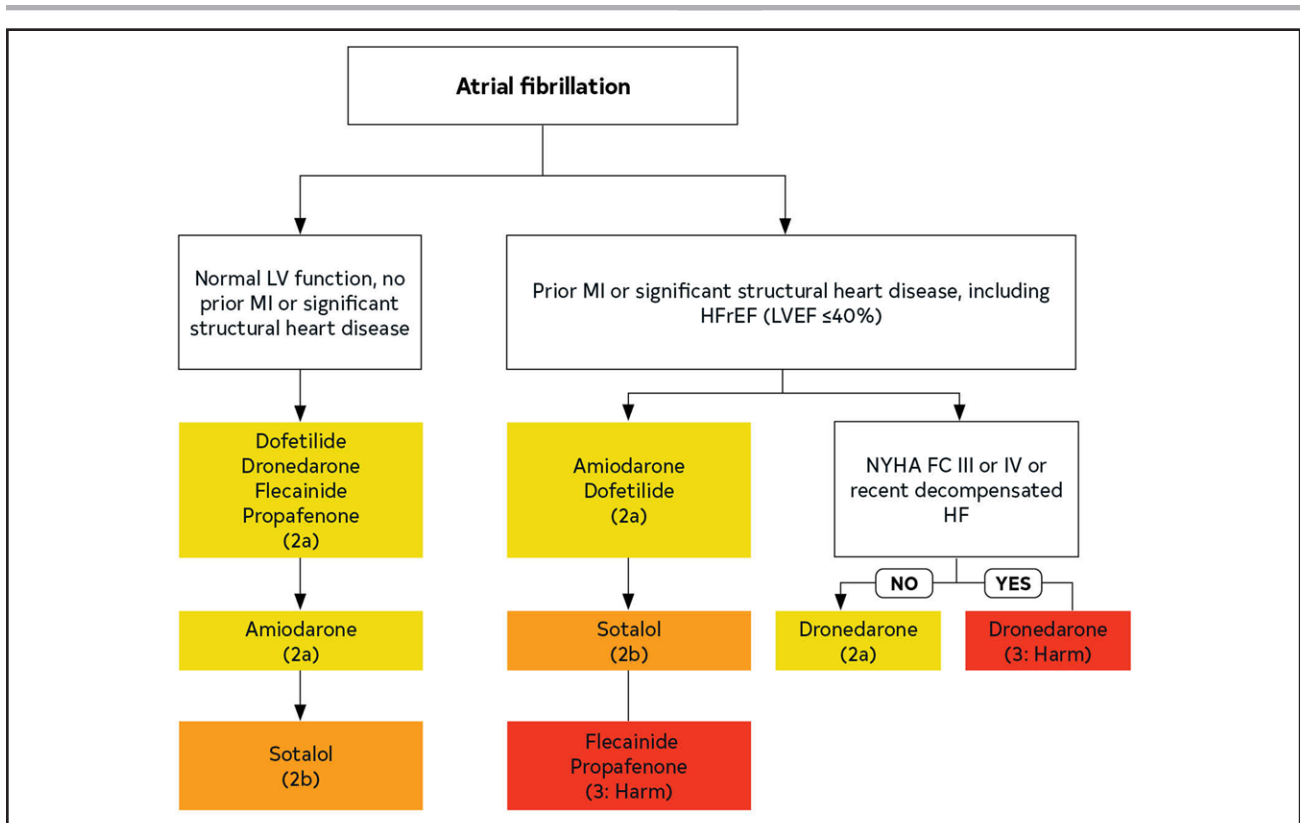 Atrial fibrillation
Normal LV function, no
prior MI or significant
structural heart disease
Prior MI or significant structural heart disease, including
HFrEF (LVEF ≤40%)
Dofetilide
Dronedarone
Flecainide
Propafenone
(2a)
Amiodarone
Dofetilide
(2a)
NYHA FC III or IV or
recent decompensated
HF
NO
YES
Amiodarone
(2a)
Sotalol
(2b)
Dronedarone
(2a)
Dronedarone
(3: Harm)
Sotalol
(2b)
Flecainide
Propafenone
(3: Harm)